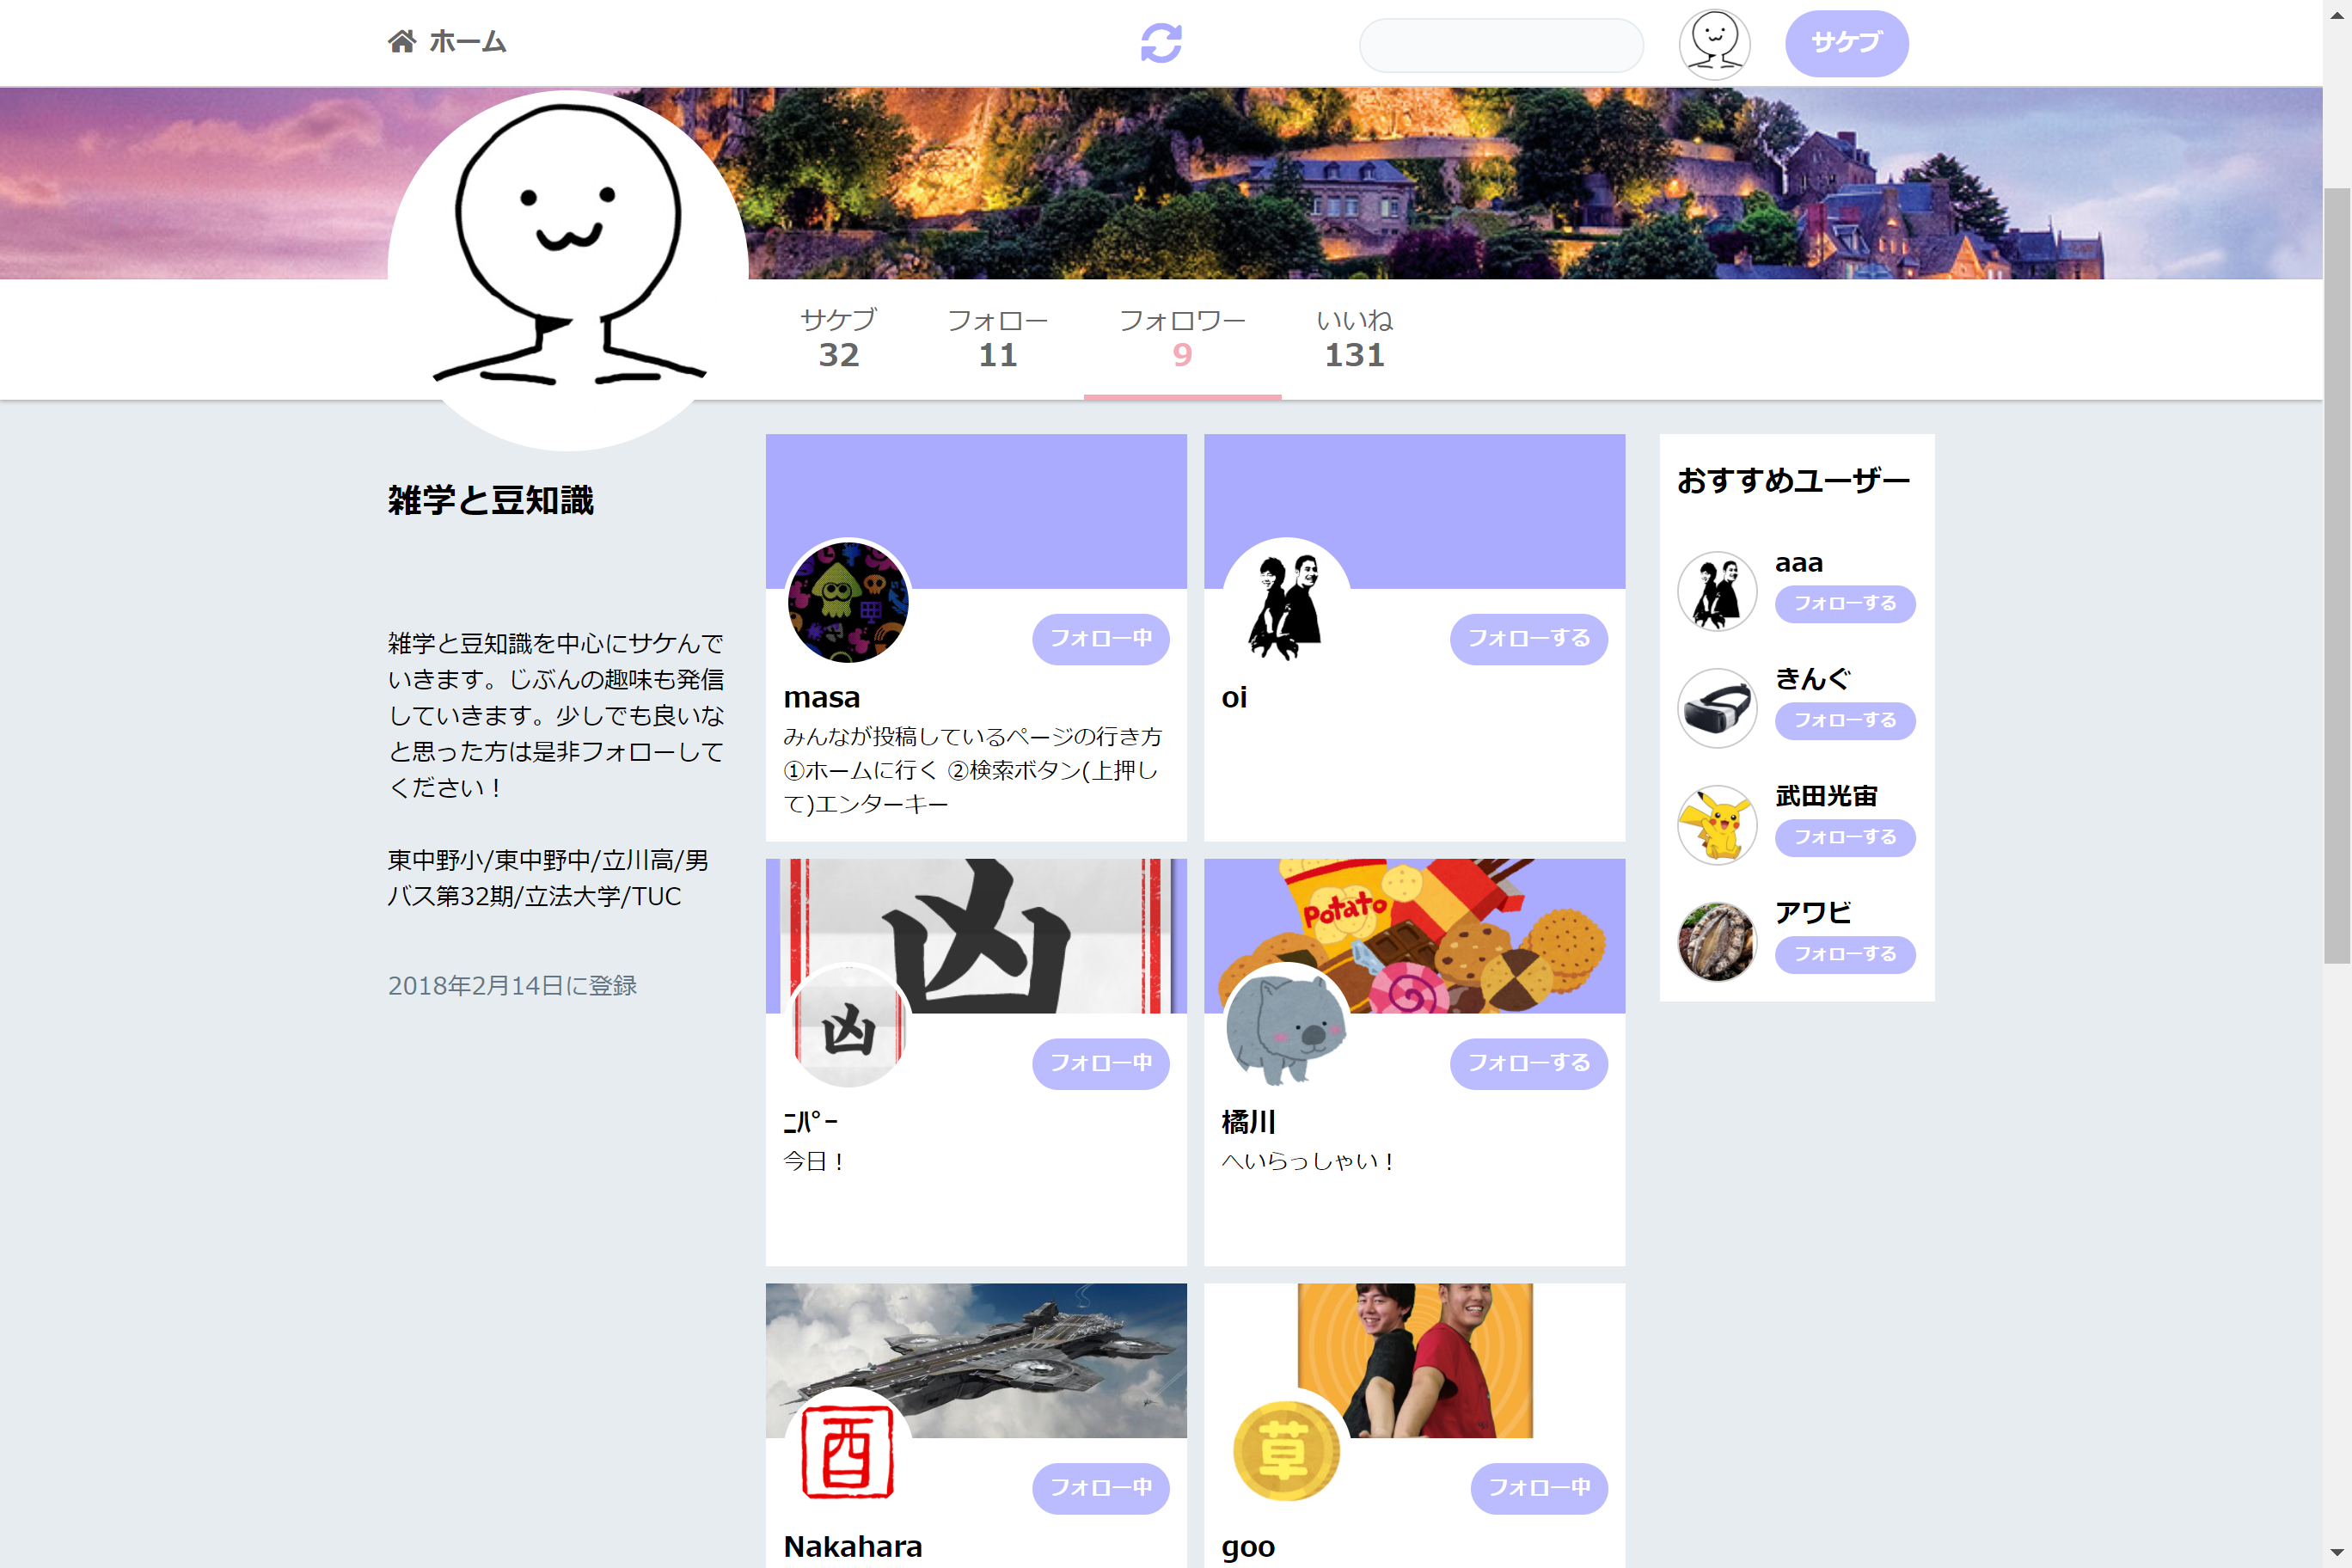 ホーム
サケブ
サケブ
32
フォロー
11
フォロワー
9
いいね
131
雑学と豆知識
雑学と豆知識を中心にサケんで
いきます。じぶんの趣味も発信
していきます。少しでも良いな
と思った方は是非フォローして
ください！
東中野小/東中野中/立川高/男
バス第32期/立法大学/TUC
2018年2月14日に登録
フォロー中
masa
みんなが投稿しているページの行き方
①ホームに行く ②検索ボタン(上押し
て)エンターキー
フォローする
oi
凶
凶
フォロー中
ﾆﾊﾟｰ
今日！
Potato
フォローする
橘川
へいらっしゃい！
酉
フォロー中
Nakahara
草
フォロー中
goo
おすすめユーザー
aaa
フォローする
きんぐ
フォローする
武田光宙
フォローする
アワビ
フォローする